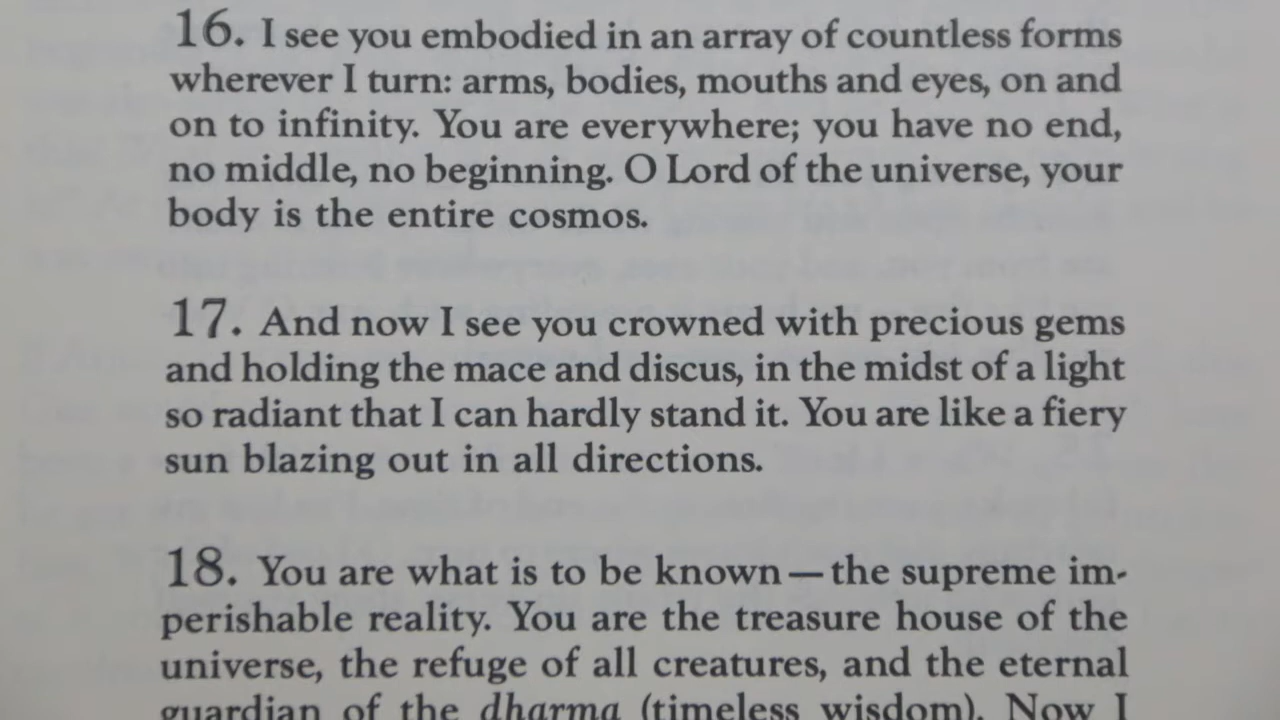 16. I see you embodied in an array of countless forms
wherever I turn: arms, bodies, mouths and eyes, on and
on to infinity. You are everywhere; you have no end,
no middle, no beginning. O Lord of the universe, your
body is the entire cosmos.
17. And now I see you crowned with precious gems
and holding the mace and discus, in the midst of a light
so radiant that I can hardly stand it. You are like a fiery
sun blazing out in all directions.
18. You are what is to be known—the supreme im-
perishable reality. You are the treasure house of the
universe, the refuge of all creatures, and the eternal
guardian of the dharma (timeless wisdom). Now I